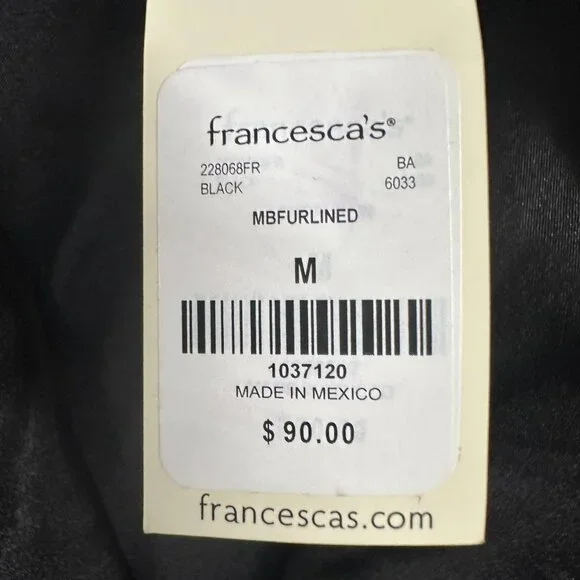 francesca's®
228068FR BA
BLACK 6033
MBFURLINED
M
1037120
MADE IN MEXICO
$ 90.00
francescas.com